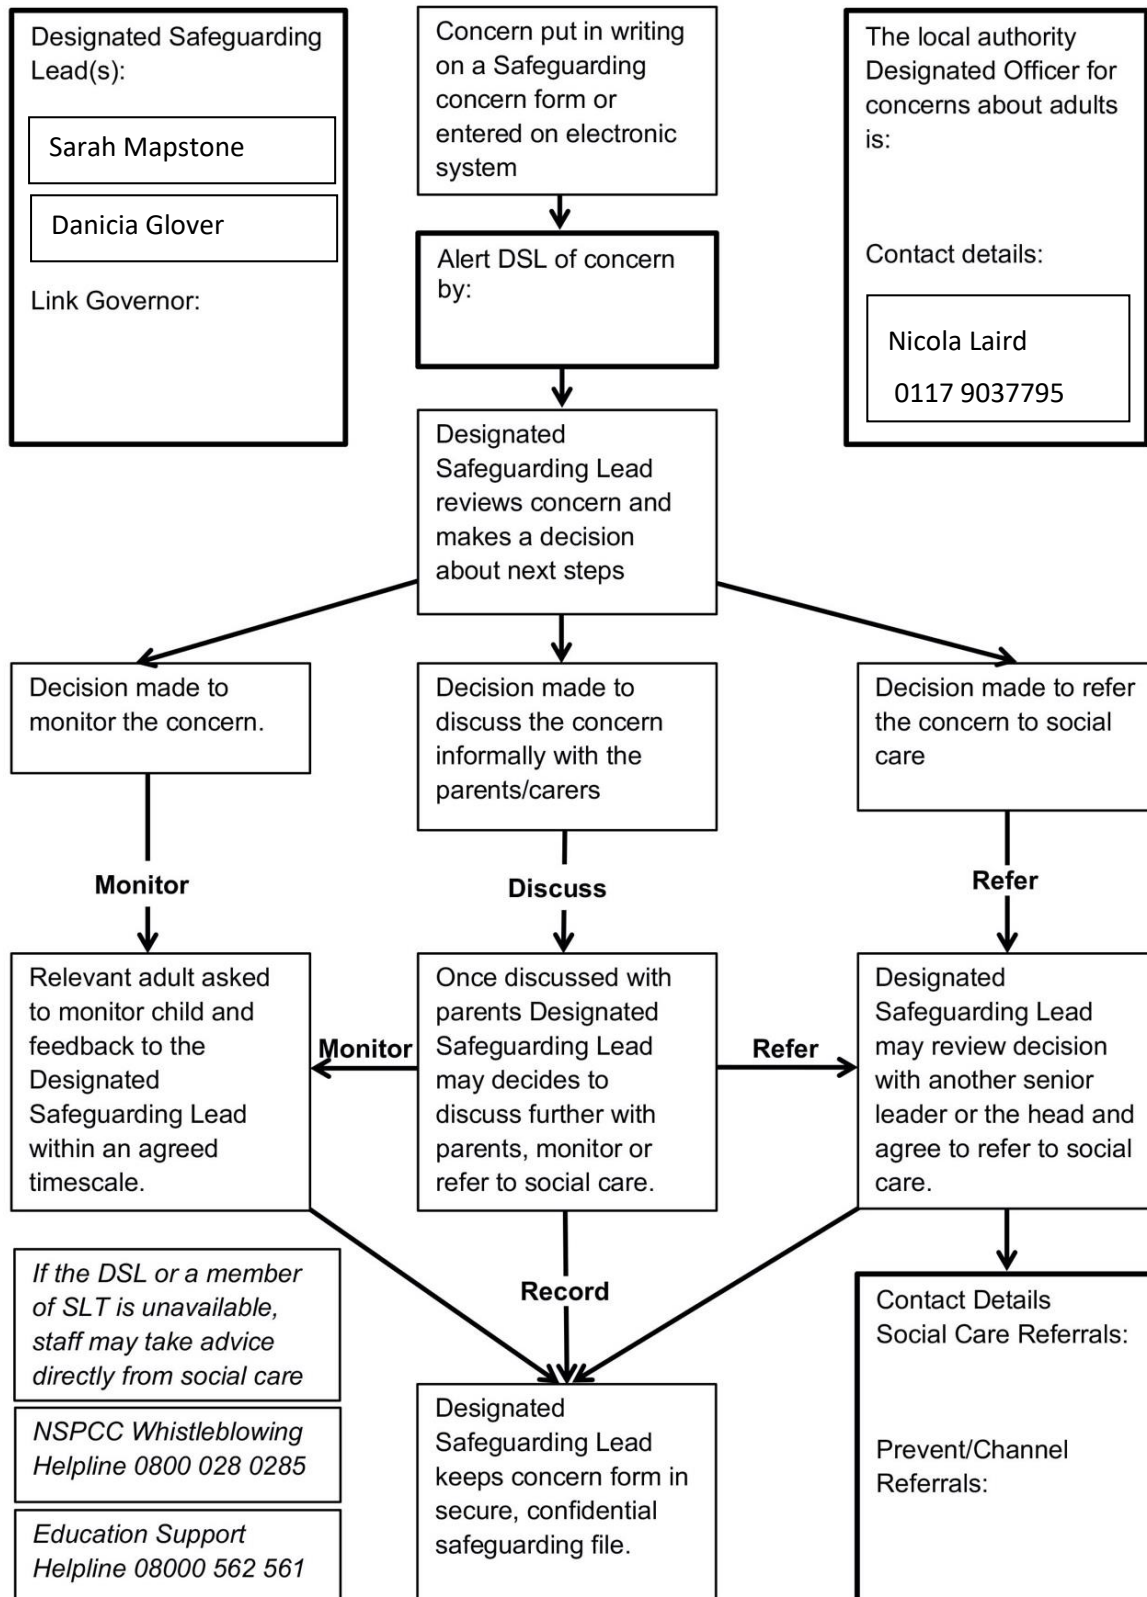 Designated Safeguarding
Lead(s):
Sarah Mapstone
Danicia Glover
Link Governor:
Concern put in writing
on a Safeguarding
concern form or
entered on electronic
system
The local authority
Designated Officer for
concerns about adults
is:
Contact details:
Nicola Laird
0117 9037795
Alert DSL of concern
by:
Designated
Safeguarding Lead
reviews concern and
makes a decision
about next steps
Decision made to
monitor the concern.
Decision made to
discuss the concern
informally with the
parents/carers
Decision made to refer
the concern to social
care
Monitor
Discuss
Refer
Relevant adult asked
to monitor child and
feedback to the
Designated
Safeguarding Lead
within an agreed
timescale.
Monitor
Once discussed with
parents Designated
Safeguarding Lead
may decides to
discuss further with
parents, monitor or
refer to social care.
Refer
Designated
Safeguarding Lead
may review decision
with another senior
leader or the head and
agree to refer to social
care.
If the DSL or a member
of SLT is unavailable,
staff may take advice
directly from social care
NSPCC Whistleblowing
Helpline 0800 028 0285
Education Support
Helpline 08000 562 561
Record
Designated
Safeguarding Lead
keeps concern form in
secure, confidential
safeguarding file.
Contact Details
Social Care Referrals:
Prevent/Channel
Referrals: